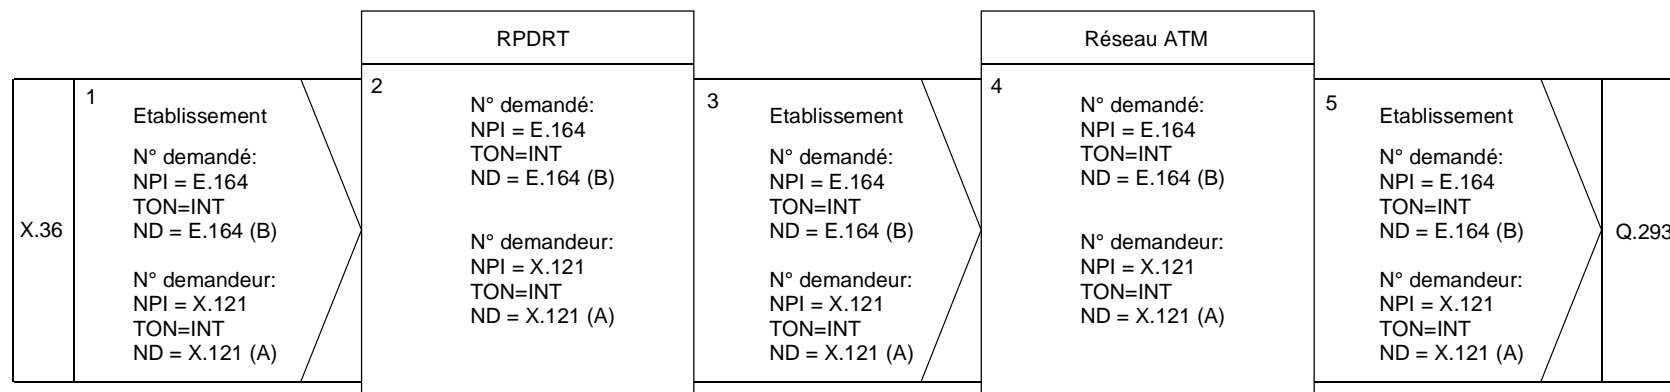 RPDRT
Réseau ATM
X.36
1
Etablissement
N° demandé:
NPI = E.164
TON=INT
ND = E.164 (B)
N° demandeur:
NPI = X.121
TON=INT
ND = X.121 (A)
2
N° demandé:
NPI = E.164
TON=INT
ND = E.164 (B)
N° demandeur:
NPI = X.121
TON=INT
ND = X.121 (A)
3
Etablissement
N° demandé:
NPI = E.164
TON=INT
ND = E.164 (B)
N° demandeur:
NPI = X.121
TON=INT
ND = X.121 (A)
4
N° demandé:
NPI = E.164
TON=INT
ND = E.164 (B)
N° demandeur:
NPI = X.121
TON=INT
ND = X.121 (A)
5
Etablissement
N° demandé:
NPI = E.164
TON=INT
ND = E.164 (B)
N° demandeur:
NPI = X.121
TON=INT
ND = X.121 (A)
Q.293